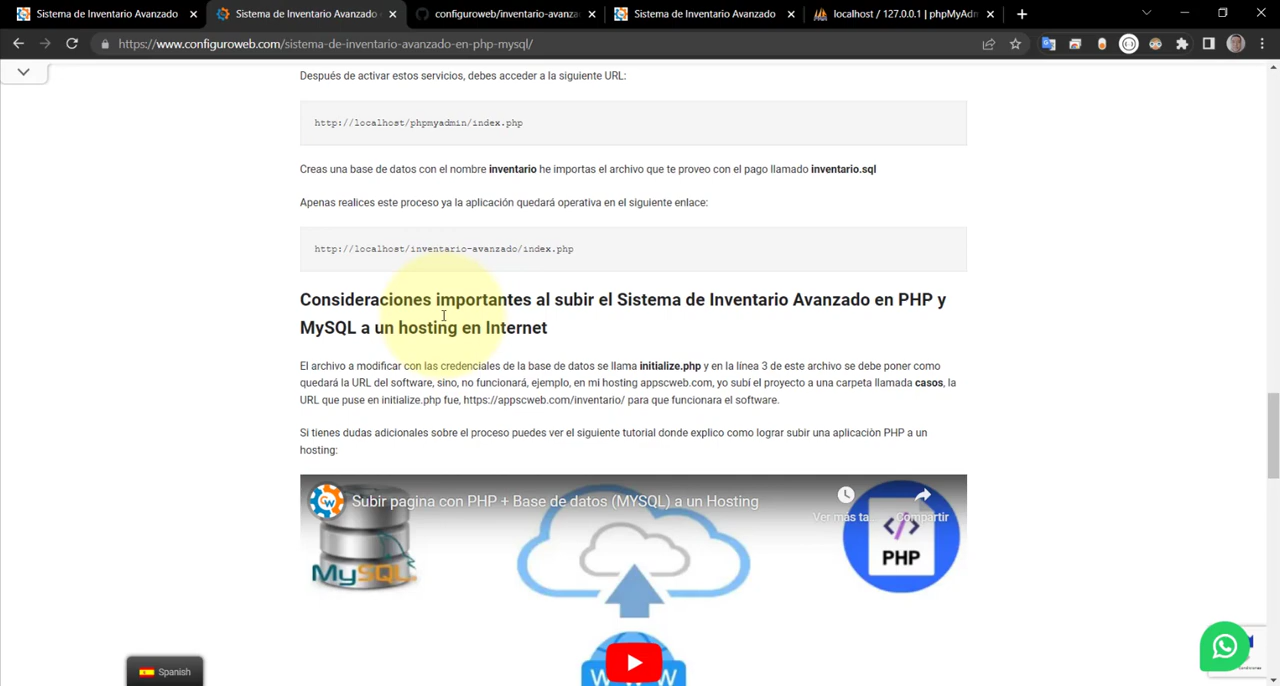 Sistema de Inventario Avanzado
Sistema de Inventario Avanzado
configuroweb/inventario-avanza
Sistema de Inventario Avanzado
localhost / 127.0.0.1 | phpMyAdm
https://www.configuroweb.com/sistema-de-inventario-avanzado-en-php-mysql/
Después de activar estos servicios, debes acceder a la siguiente URL:
http://localhost/phpmyadmin/index.php
Creas una base de datos con el nombre inventario he importas el archivo que te proveo con el pago llamado inventario.sql
Apenas realices este proceso ya la aplicación quedará operativa en el siguiente enlace:
http://localhost/inventario-avanzado/index.php
Consideraciones importantes al subir el Sistema de Inventario Avanzado en PHP y
MySQL a un hosting en Internet
El archivo a modificar con las credenciales de la base de datos se llama initialize.php y en la línea 3 de este archivo se debe poner como
quedará la URL del software, sino, no funcionará, ejemplo, en mi hosting appscweb.com, yo subí el proyecto a una carpeta llamada casos, la
URL que puse en initialize.php fue, https://appscweb.com/inventario/ para que funcionara el software.
Si tienes dudas adicionales sobre el proceso puedes ver el siguiente tutorial donde explico como lograr subir una aplicaciòn PHP a un
hosting:
Subir pagina con PHP + Base de datos (MYSQL) a un Hosting
Ver más ta...
Compartir
MySQL
PHP
WWW
Spanish